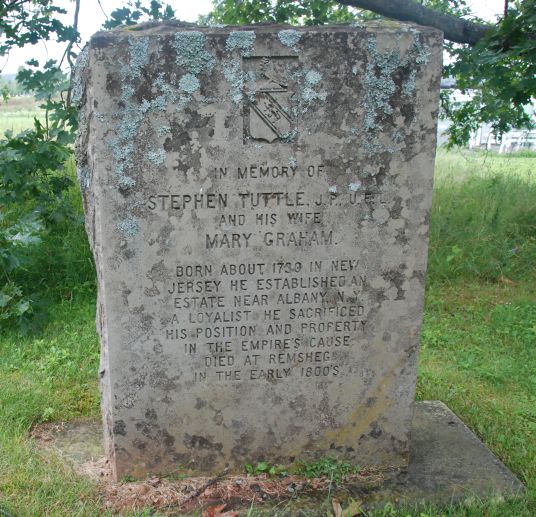 IN MEMORY OF
STEPHEN TUTTLE, J.P., U.E.L.
AND HIS WIFE
MARY GRAHAM.
BORN ABOUT 1739 IN NEW
JERSEY HE ESTABLISHED AN
ESTATE NEAR ALBANY, N.Y.
A LOYALIST HE SACRIFICED
HIS POSITION AND PROPERTY
IN THE EMPIRE'S CAUSE
DIED AT REMSHEG
IN THE EARLY 1800'S.